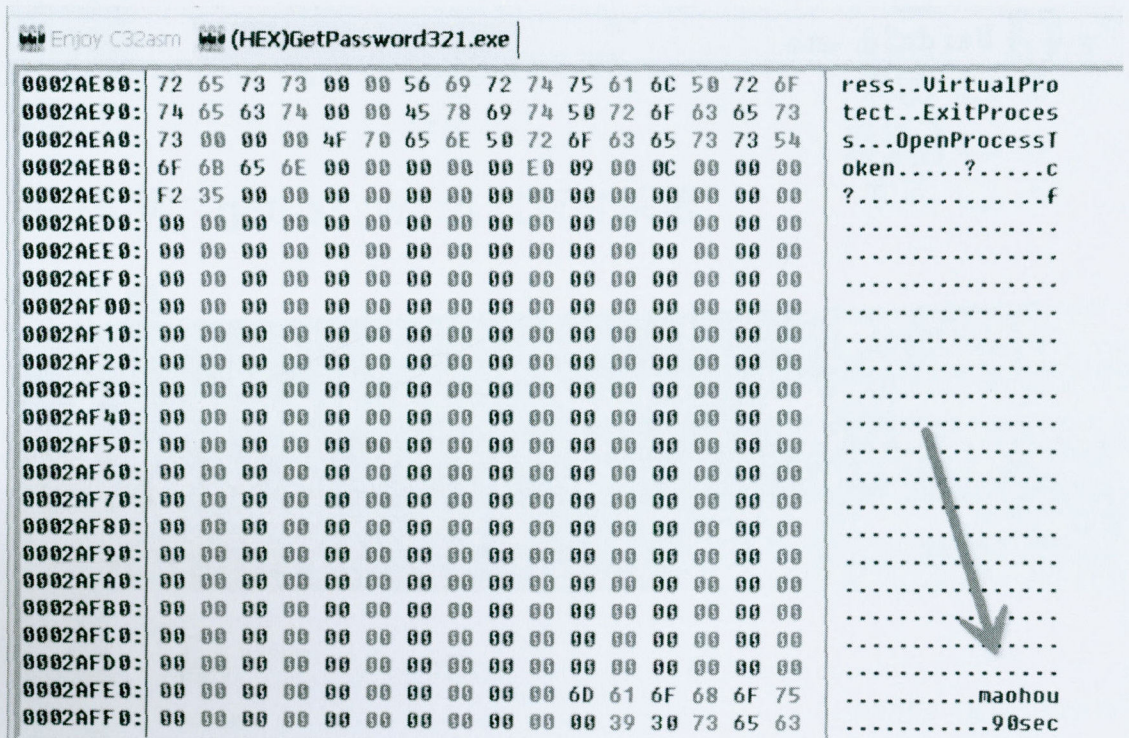 Enjoy C32asm (HEX)GetPassword321.exe
0002AE80: 72 65 73 73 00 00 56 69 72 74 75 61 6C 50 72 6F ress..VirtualPro
0002AE90: 74 65 63 74 00 00 45 78 69 74 50 72 6F 63 65 73 tect..ExitProces
0002AEA0: 73 00 00 00 4F 70 65 6E 50 72 6F 63 65 73 73 54 s...OpenProcessT
0002AEB0: 6F 6B 65 6E 00 00 00 00 00 E0 09 00 0C 00 00 00 oken.....?.....c
0002AEC0: F2 35 00 00 00 00 00 00 00 00 00 00 00 00 00 00 ?..............f
0002AED0: 00 00 00 00 00 00 00 00 00 00 00 00 00 00 00 00 ................
0002AEE0: 00 00 00 00 00 00 00 00 00 00 00 00 00 00 00 00 ................
0002AEF0: 00 00 00 00 00 00 00 00 00 00 00 00 00 00 00 00 ................
0002AF00: 00 00 00 00 00 00 00 00 00 00 00 00 00 00 00 00 ................
0002AF10: 00 00 00 00 00 00 00 00 00 00 00 00 00 00 00 00 ................
0002AF20: 00 00 00 00 00 00 00 00 00 00 00 00 00 00 00 00 ................
0002AF30: 00 00 00 00 00 00 00 00 00 00 00 00 00 00 00 00 ................
0002AF40: 00 00 00 00 00 00 00 00 00 00 00 00 00 00 00 00 ................
0002AF50: 00 00 00 00 00 00 00 00 00 00 00 00 00 00 00 00 ................
0002AF60: 00 00 00 00 00 00 00 00 00 00 00 00 00 00 00 00 ................
0002AF70: 00 00 00 00 00 00 00 00 00 00 00 00 00 00 00 00 ................
0002AF80: 00 00 00 00 00 00 00 00 00 00 00 00 00 00 00 00 ................
0002AF90: 00 00 00 00 00 00 00 00 00 00 00 00 00 00 00 00 ................
0002AFA0: 00 00 00 00 00 00 00 00 00 00 00 00 00 00 00 00 ................
0002AFB0: 00 00 00 00 00 00 00 00 00 00 00 00 00 00 00 00 ................
0002AFC0: 00 00 00 00 00 00 00 00 00 00 00 00 00 00 00 00 ................
0002AFD0: 00 00 00 00 00 00 00 00 00 00 00 00 00 00 00 00 ................
0002AFE0: 00 00 00 00 00 00 00 00 00 00 6D 61 6F 68 6F 75 ..........maohou
0002AFF0: 00 00 00 00 00 00 00 00 00 00 00 39 30 73 65 63 ...........90sec